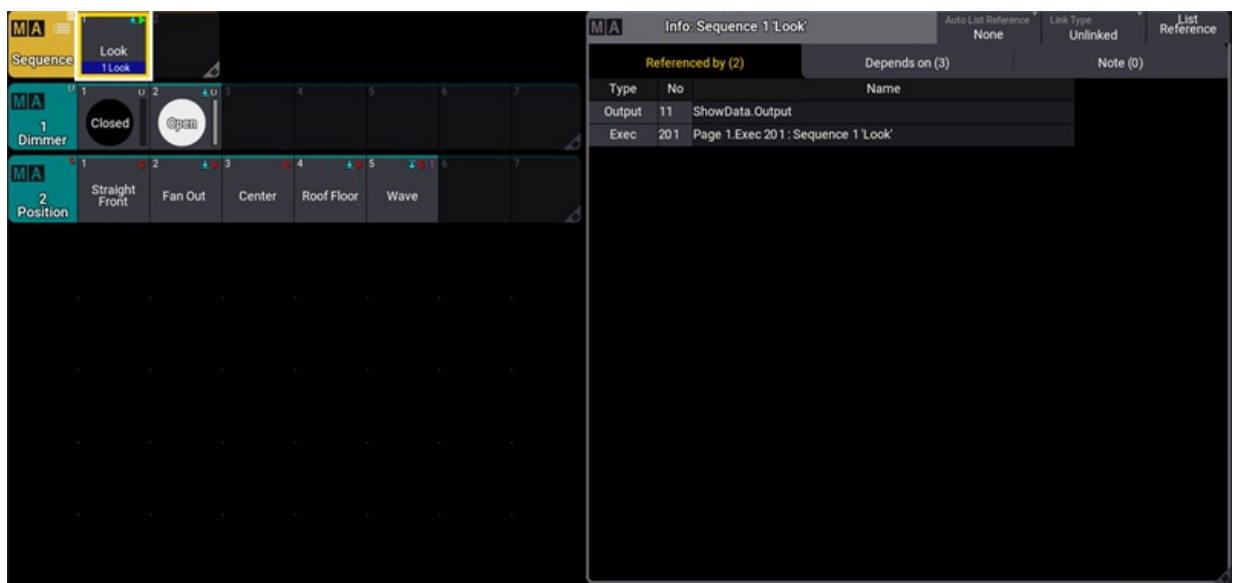 MA
Sequence
1
Look
1 Look
2
MA
U
1
Dimmer
1 U
Closed
2 U
Open
3
4
5
6
7
MA
S
2
Position
1 S
Straight
Front
2 S
Fan Out
3 S
Center
4 S
Roof Floor
5 S 1
Wave
6
7
MA Info: Sequence 1 'Look'
Auto List Reference
None
Link Type
Unlinked
List
Reference
Referenced by (2) Depends on (3) Note (0)
Type No Name
Output 11 ShowData.Output
Exec 201 Page 1.Exec 201 : Sequence 1 'Look'